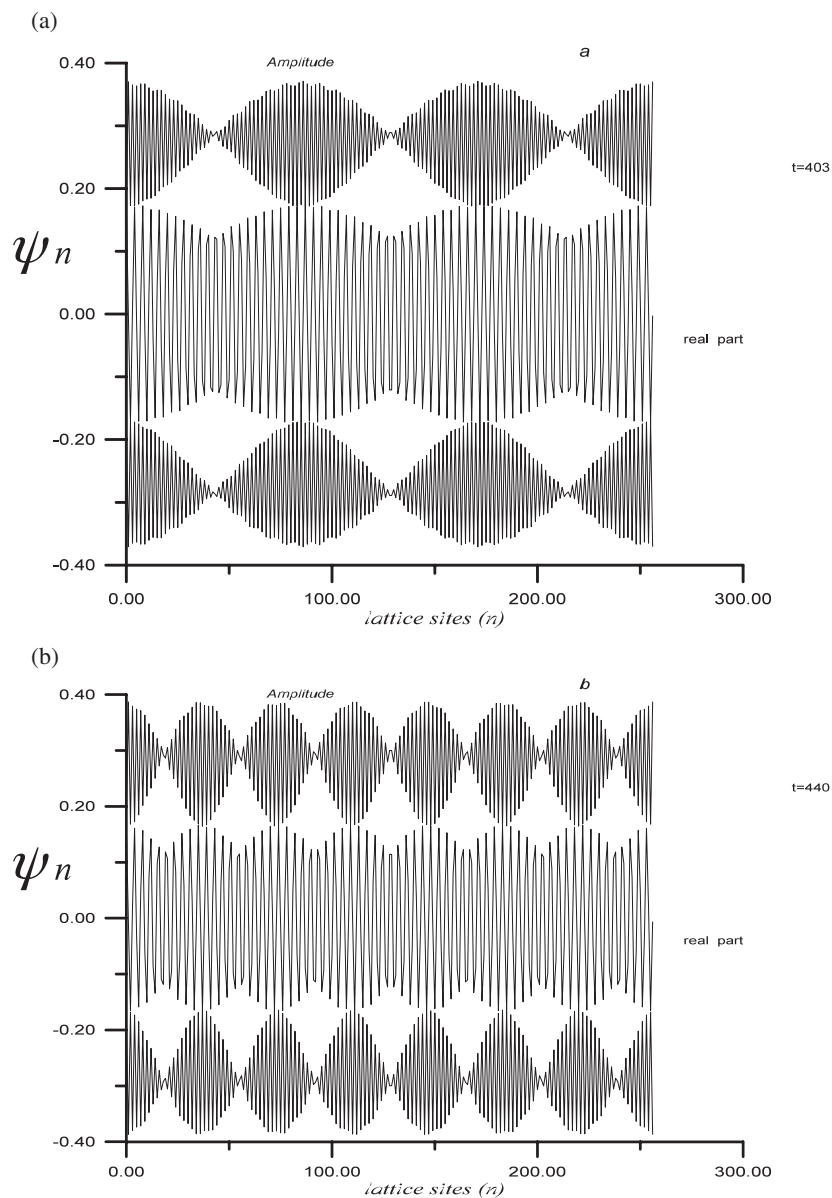 (a)
Amplitude
a
0.40
t=403
0.20
ψn
0.00
real part
-0.20
-0.40
0.00
100.00
200.00
300.00
lattice sites (n)
(b)
Amplitude
b
0.40
t=440
0.20
ψn
0.00
real part
-0.20
-0.40
0.00
100.00
200.00
300.00
lattice sites (n)